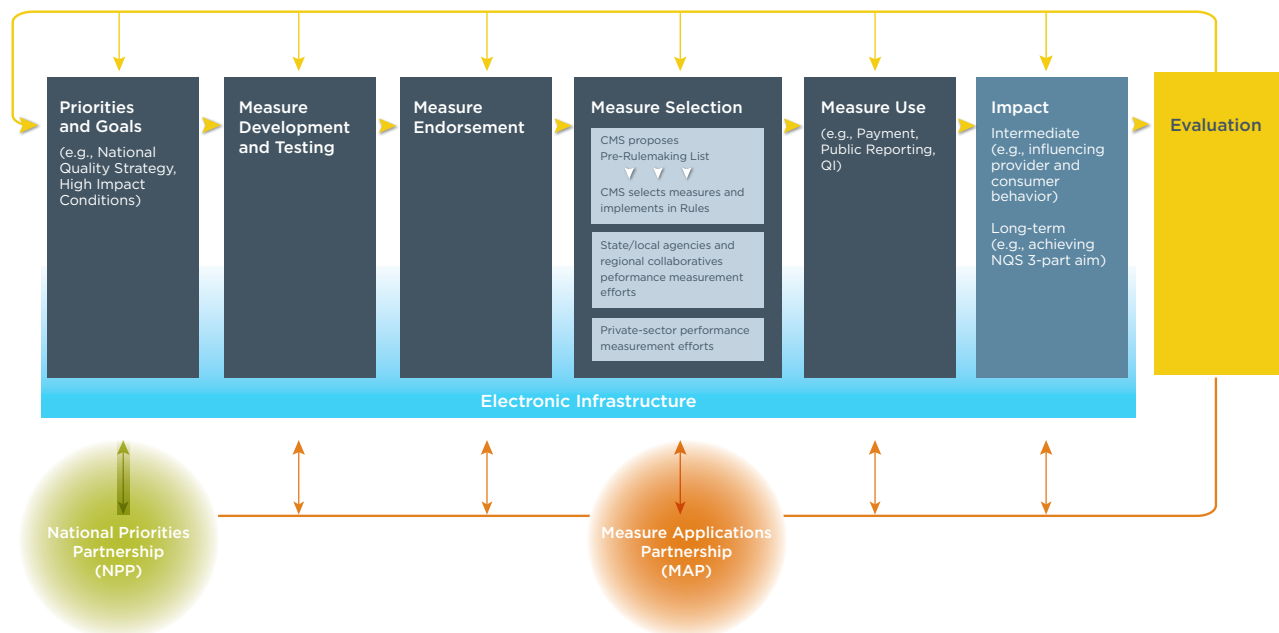 Priorities
and Goals
(e.g., National
Quality Strategy,
High Impact
Conditions)
Measure
Development
and Testing
Measure
Endorsement
Measure Selection
CMS proposes
Pre-Rulemaking List
CMS selects measures and
implements in Rules
State/local agencies and
regional collaboratives
peformance measurement
efforts
Private-sector performance
measurement efforts
Measure Use
(e.g., Payment,
Public Reporting,
QI)
Impact
Intermediate
(e.g., influencing
provider and
consumer
behavior)
Long-term
(e.g., achieving
NQS 3-part aim)
Evaluation
Electronic Infrastructure
National Priorities
Partnership
(NPP)
Measure Applications
Partnership
(MAP)